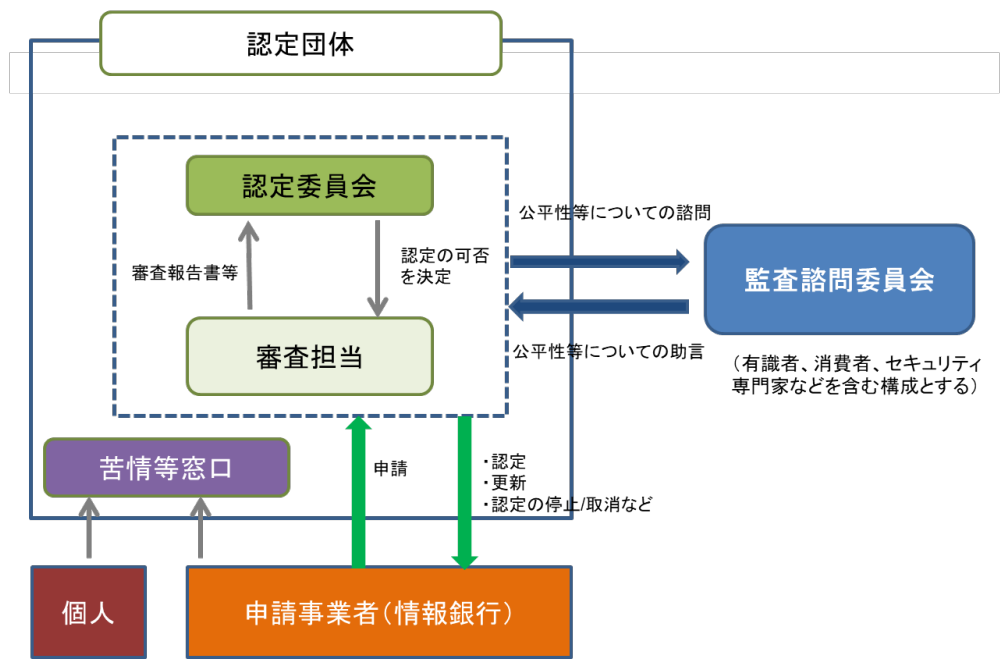 認定団体
認定委員会
審査報告書等
認定の可否
を決定
審査担当
公平性等についての諮問
監査諮問委員会
公平性等についての助言
（有識者、消費者、セキュリティ
専門家などを含む構成とする）
苦情等窓口
申請
・認定
・更新
・認定の停止/取消など
個人
申請事業者（情報銀行）